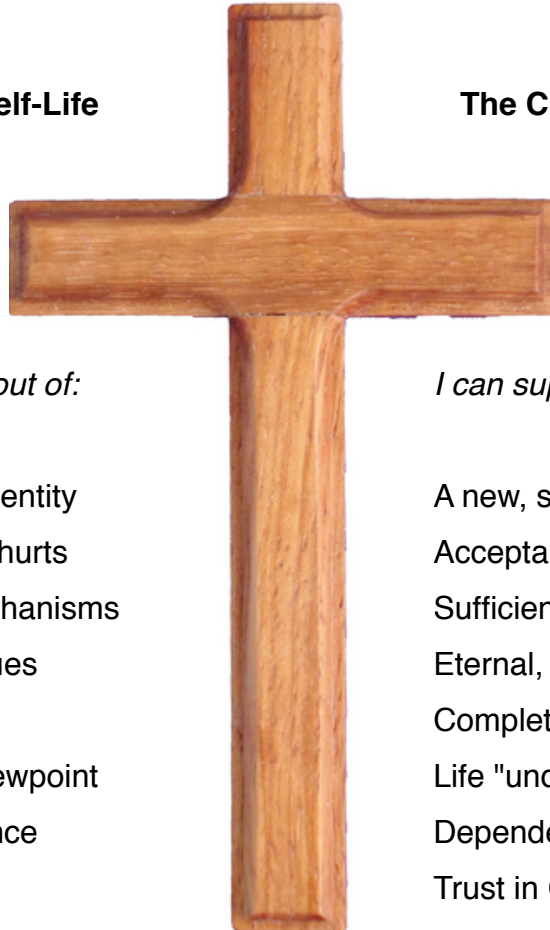 elf-Life
out of:
entity
hurts
hanisms
ues
ewpoint
nce
The C
I can sup
A new, s
Accepta
Sufficien
Eternal,
Complet
Life "und
Depende
Trust in